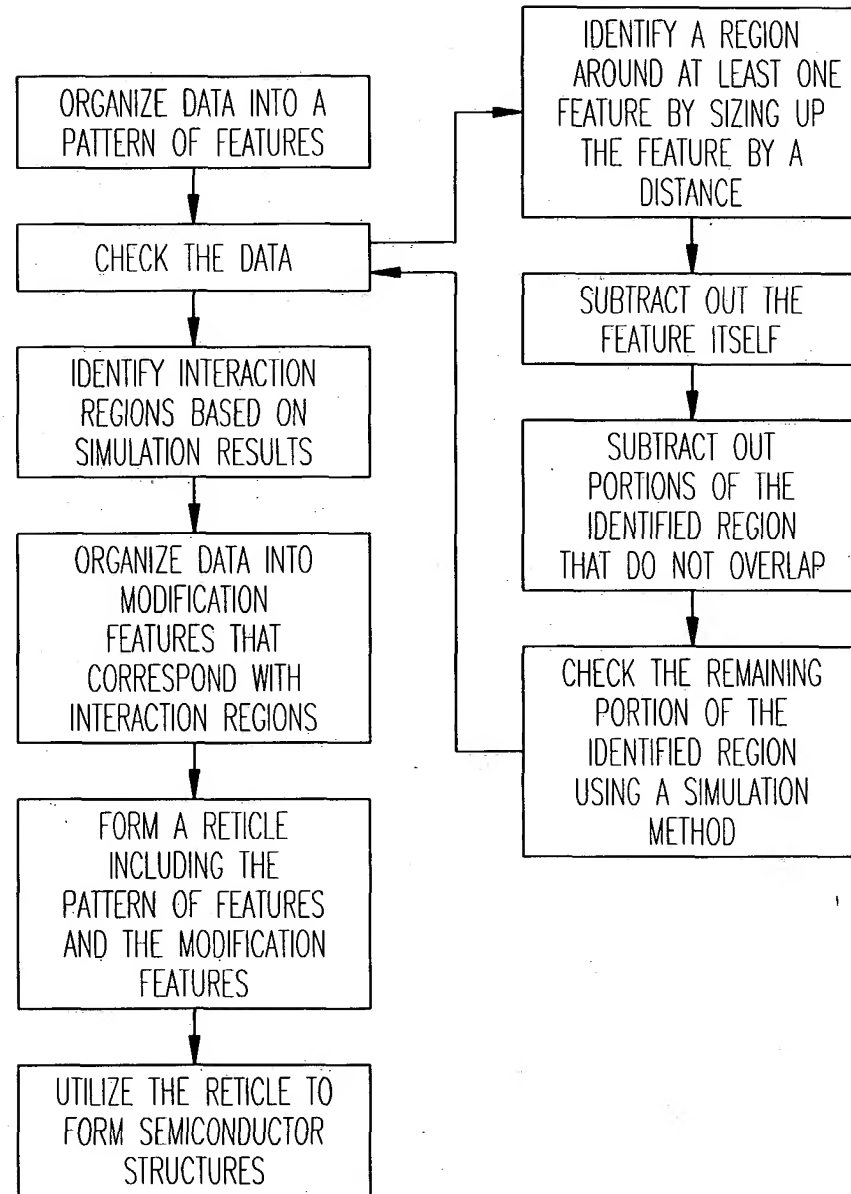 ORGANIZE DATA INTO A
PATTERN OF FEATURES
CHECK THE DATA
IDENTIFY INTERACTION
REGIONS BASED ON
SIMULATION RESULTS
ORGANIZE DATA INTO
MODIFICATION
FEATURES THAT
CORRESPOND WITH
INTERACTION REGIONS
FORM A RETICLE
INCLUDING THE
PATTERN OF FEATURES
AND THE MODIFICATION
FEATURES
UTILIZE THE RETICLE TO
FORM SEMICONDUCTOR
STRUCTURES
IDENTIFY A REGION
AROUND AT LEAST ONE
FEATURE BY SIZING UP
THE FEATURE BY A
DISTANCE
SUBTRACT OUT THE
FEATURE ITSELF
SUBTRACT OUT
PORTIONS OF THE
IDENTIFIED REGION
THAT DO NOT OVERLAP
CHECK THE REMAINING
PORTION OF THE
IDENTIFIED REGION
USING A SIMULATION
METHOD